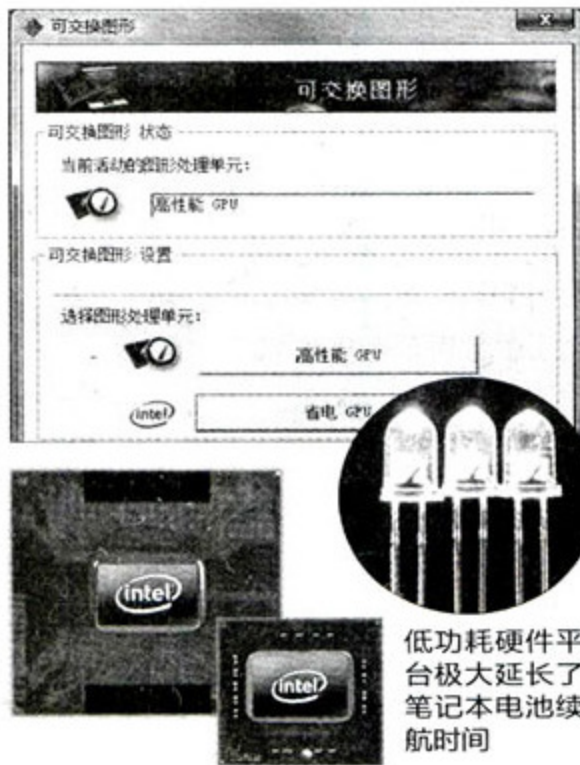 可交换图形
可交换图形
可交换图形 状态
当前活动的图形处理单元:
高性能 GPU
可交换图形 设置
选择图形处理单元:
高性能 GPU
intel
省电 GPU
intel
intel
低功耗硬件平
台极大延长了
笔记本电池续
航时间